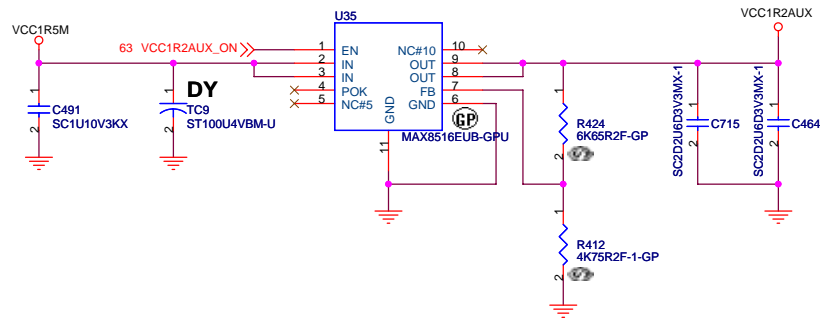 U35
VCC1R5M
VCC1R2AUX
63 VCC1R2AUX_ON
1 EN NC#10 10
2 IN OUT 9
3 IN OUT 8
4 POK FB 7
5 NC#5 GND 6
GND
11
GP
MAX8516EUB-GPU
DY
1
C491
2
SC1U10V3KX
1
TC9
2
ST100U4VBM-U
1
R424
6K65R2F-GP
2
1
R412
4K75R2F-1-GP
2
SC2D2U6D3V3MX-1
1
C715
2
SC2D2U6D3V3MX-1
1
C464
2